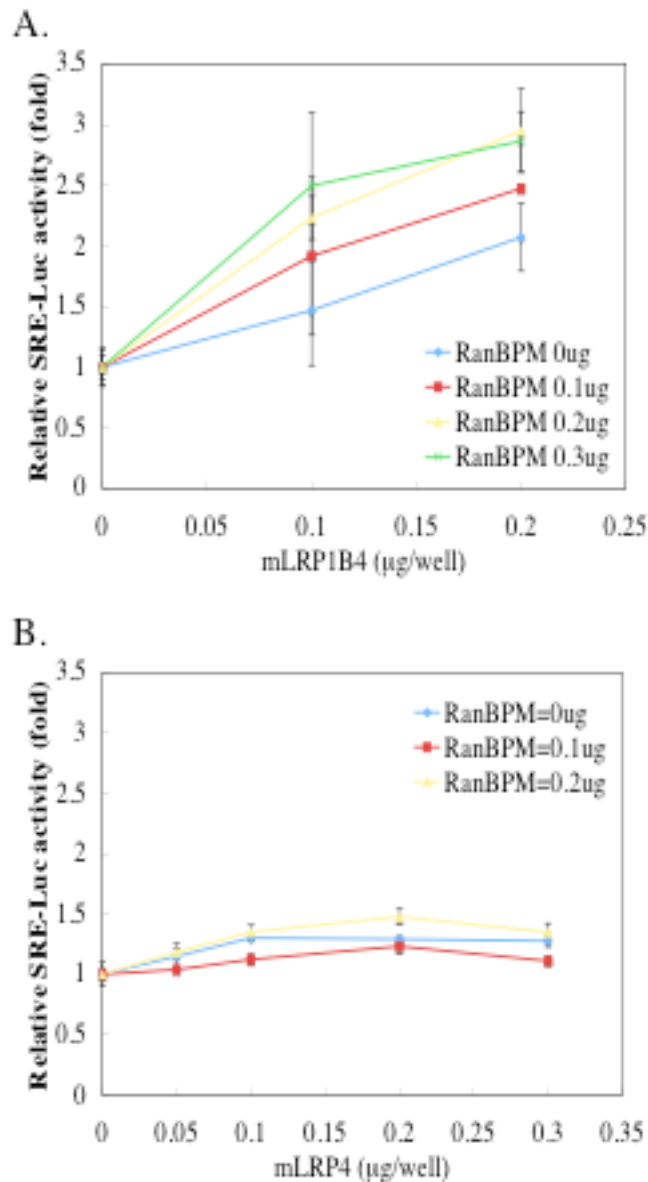 A.
Relative SRE-Luc activity (fold)
3.5
3
2.5
2
1.5
1
0.5
0
RanBPM 0ug
RanBPM 0.1ug
RanBPM 0.2ug
RanBPM 0.3ug
0 0.05 0.1 0.15 0.2 0.25
mLRP1B4 (µg/well)
B.
Relative SRE-Luc activity (fold)
3.5
3
2.5
2
1.5
1
0.5
0
RanBPM=0ug
RanBPM=0.1ug
RanBPM=0.2ug
0 0.05 0.1 0.15 0.2 0.25 0.3 0.35
mLRP4 (µg/well)